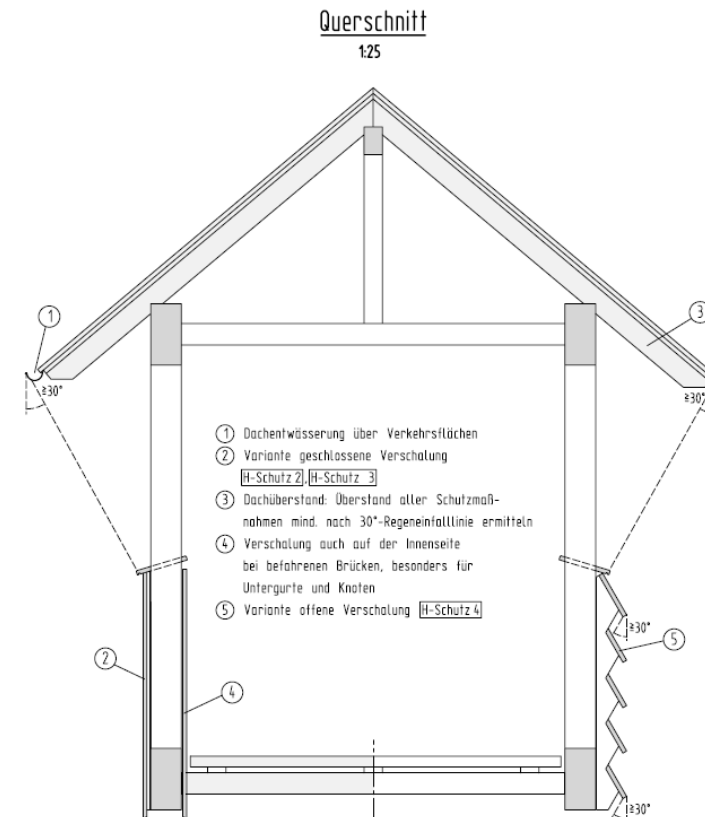 Querschnitt
1:25
1
3
≥30°
≥30°
1 Dachentwässerung über Verkehrsflächen
2 Variante geschlossene Verschalung
H-Schutz 2, H-Schutz 3
3 Dachüberstand: Überstand aller Schutzmaß-
nahmen mind. nach 30°-Regeneinfalllinie ermitteln
4 Verschalung auch auf der Innenseite
bei befahrenen Brücken, besonders für
Untergurte und Knoten
5 Variante offene Verschalung H-Schutz 4
≥30°
5
2
4
≥30°